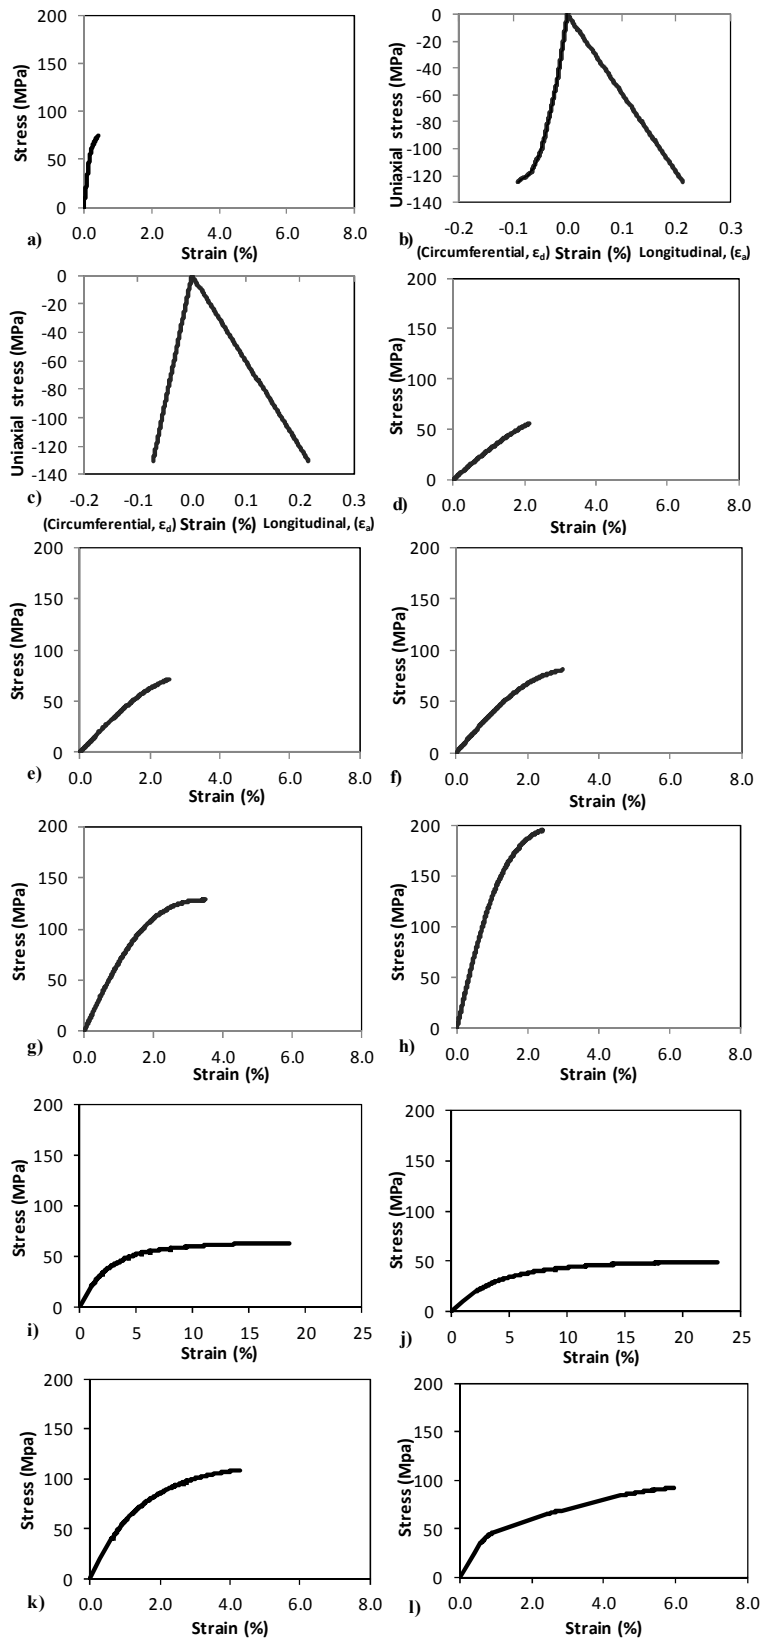 200
150
100
50
0
Stress (MPa)
0.0 2.0 4.0 6.0 8.0
Strain (%)
a)
0
-20
-40
-60
-80
-100
-120
-140
Uniaxial stress (MPa)
-0.2 -0.1 0.0 0.1 0.2 0.3
(Circumferential, εd) Strain (%) Longitudinal, (εa)
b)
0
-20
-40
-60
-80
-100
-120
-140
Uniaxial stress (MPa)
-0.2 -0.1 0.0 0.1 0.2 0.3
(Circumferential, εd) Strain (%) Longitudinal, (εa)
c)
200
150
100
50
0
Stress (MPa)
0.0 2.0 4.0 6.0 8.0
Strain (%)
d)
200
150
100
50
0
Stress (MPa)
0.0 2.0 4.0 6.0 8.0
Strain (%)
e)
200
150
100
50
0
Stress (MPa)
0.0 2.0 4.0 6.0 8.0
Strain (%)
f)
200
150
100
50
0
Stress (MPa)
0.0 2.0 4.0 6.0 8.0
Strain (%)
g)
200
150
100
50
0
Stress (MPa)
0.0 2.0 4.0 6.0 8.0
Strain (%)
h)
200
150
100
50
0
Stress (MPa)
0 5 10 15 20 25
Strain (%)
i)
200
150
100
50
0
Stress (MPa)
0 5 10 15 20 25
Strain (%)
j)
200
150
100
50
0
Stress (Mpa)
0.0 2.0 4.0 6.0 8.0
Strain (%)
k)
200
150
100
50
0
Stress (Mpa)
0.0 2.0 4.0 6.0 8.0
Strain (%)
l)